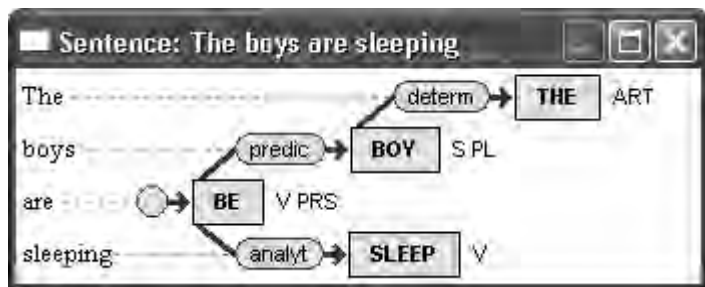 Sentence: The boys are sleeping
The determ THE ART
boys predic BOY S PL
are BE V PRS
sleeping analyt SLEEP V